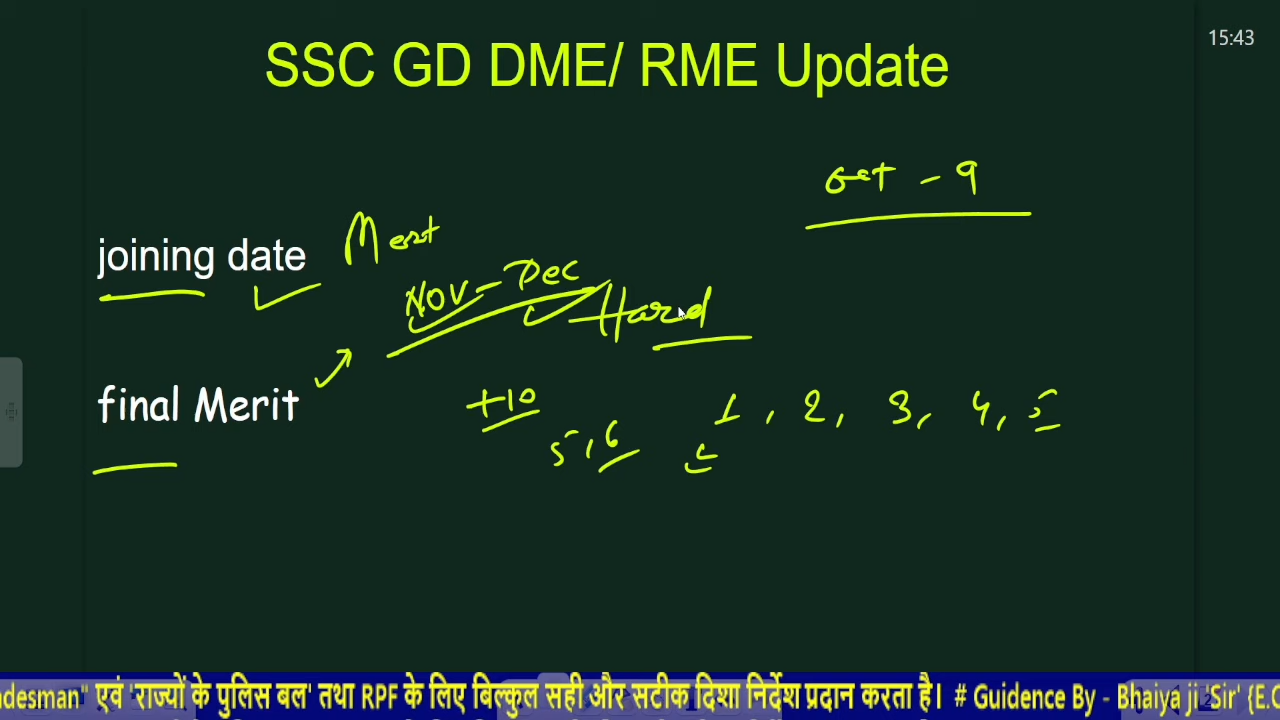 15:43
SSC GD DME/ RME Update
Oct - 9
joining date Merit
Nov - Dec
Hard
final Merit
+10 1, 2, 3, 4, 5
5, 6
adesman" एवं 'राज्यों के पुलिस बल' तथा RPF के लिए बिल्कुल सही और सटीक दिशा निर्देश प्रदान करता है। # Guidence By - Bhaiya ji 'Sir' {E.C